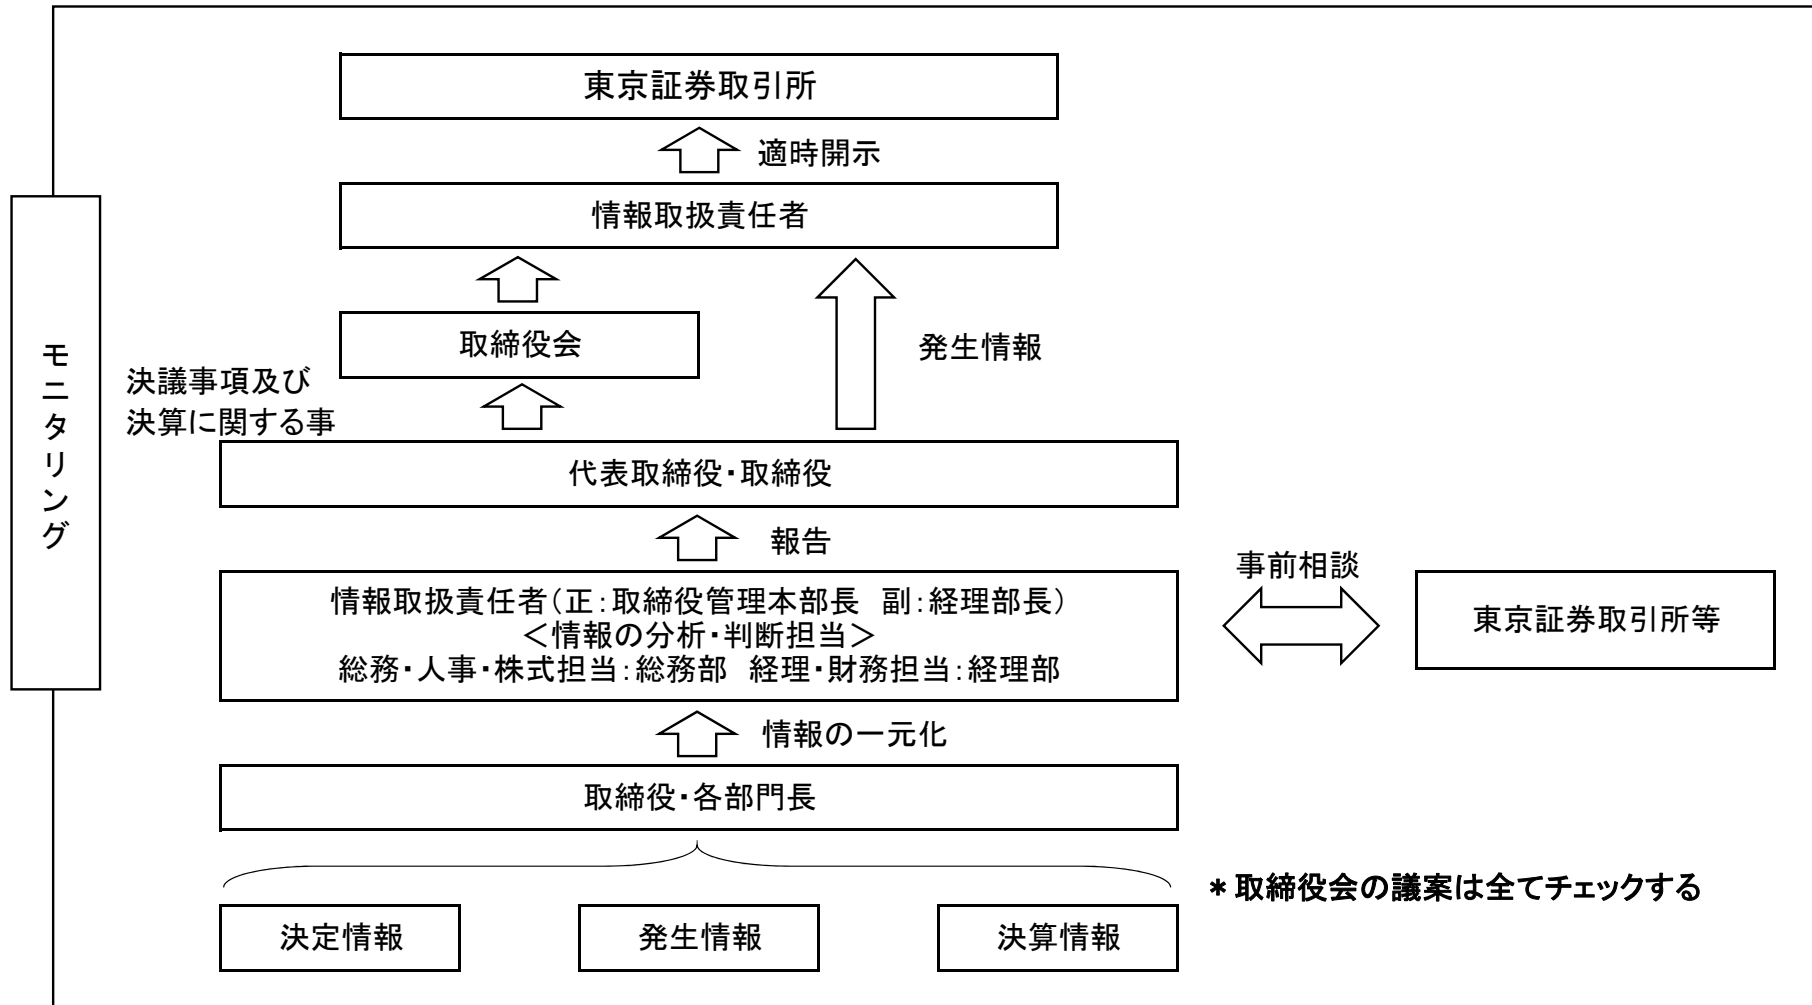 東京証券取引所
適時開示
情報取扱責任者
取締役会
発生情報
モニタリング
決議事項及び
決算に関する事
代表取締役・取締役
報告
情報取扱責任者(正:取締役管理本部長 副:経理部長)
<情報の分析・判断担当>
総務・人事・株式担当:総務部 経理・財務担当:経理部
事前相談
東京証券取引所等
情報の一元化
取締役・各部門長
*取締役会の議案は全てチェックする
決定情報
発生情報
決算情報